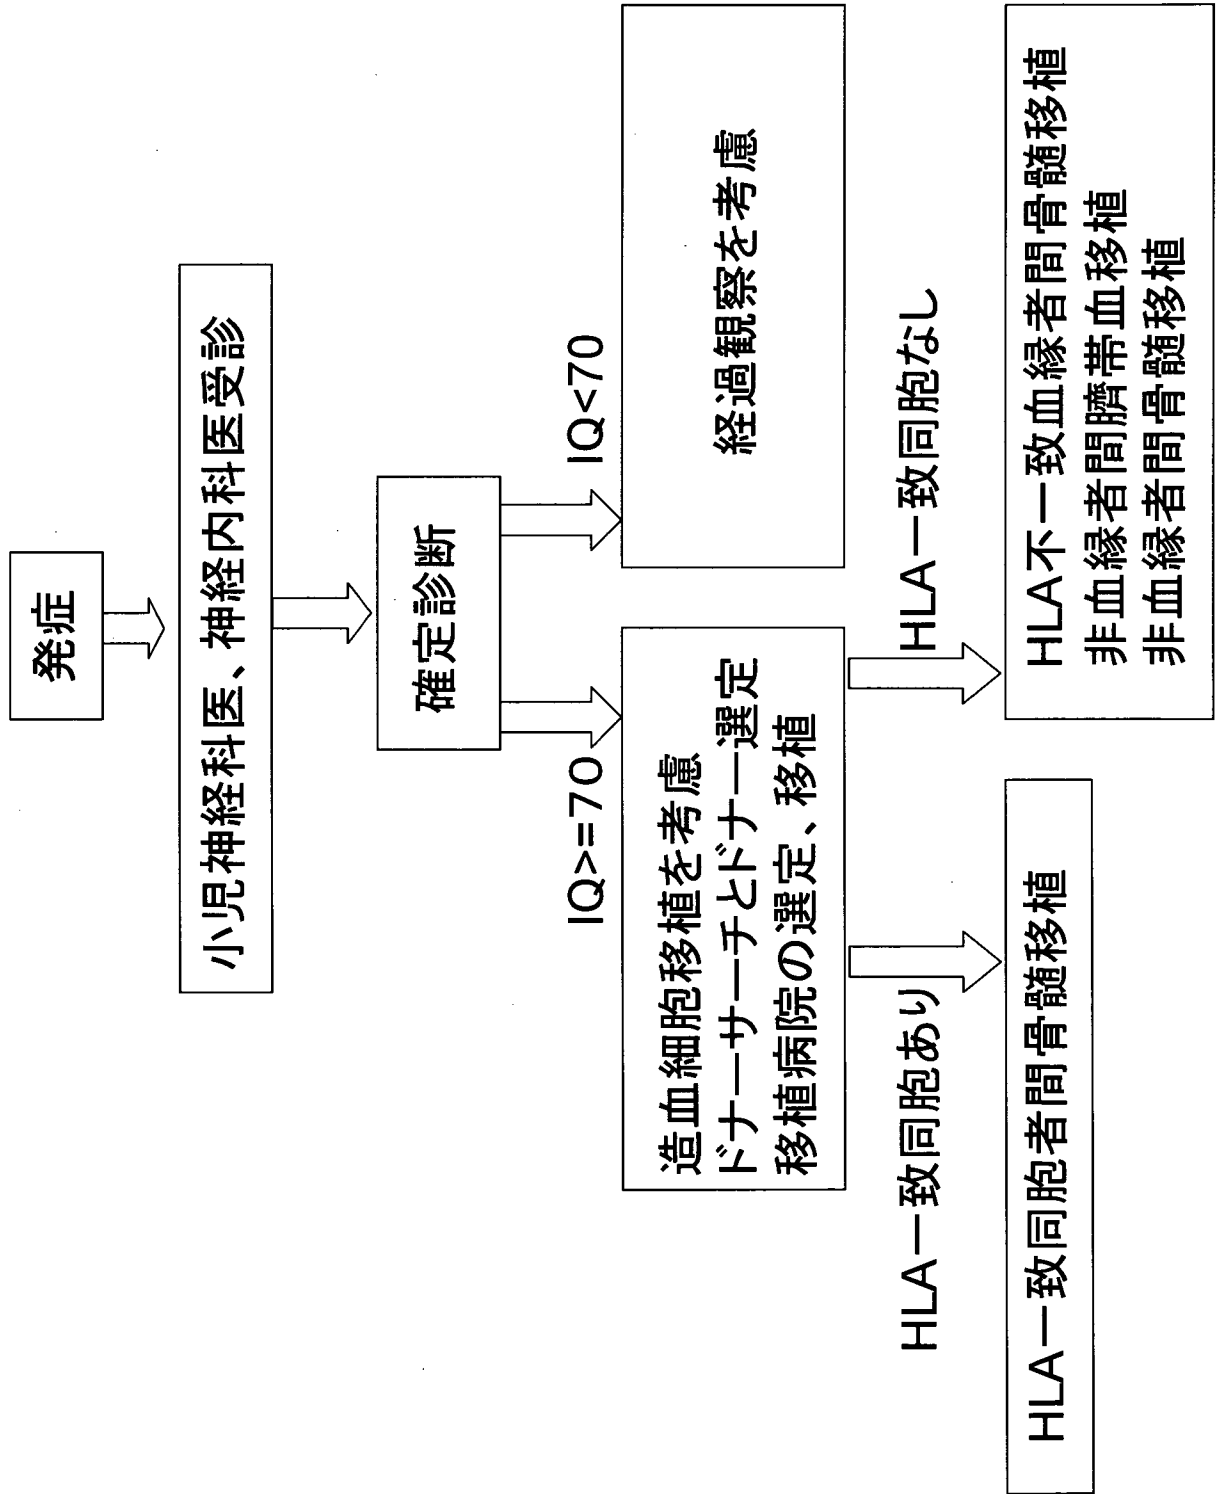 発症
小児神経科医、神経内科医受診
確定診断
IQ>=70
IQ<70
造血細胞移植を考慮
ドナーサーチとドナー選定
移植病院の選定、移植
経過観察を考慮
HLA一致同胞あり
HLA一致同胞なし
HLA一致同胞者間骨髄移植
HLA不一致血縁者間骨髄移植
非血縁者間臍帯血移植
非血縁者間骨髄移植